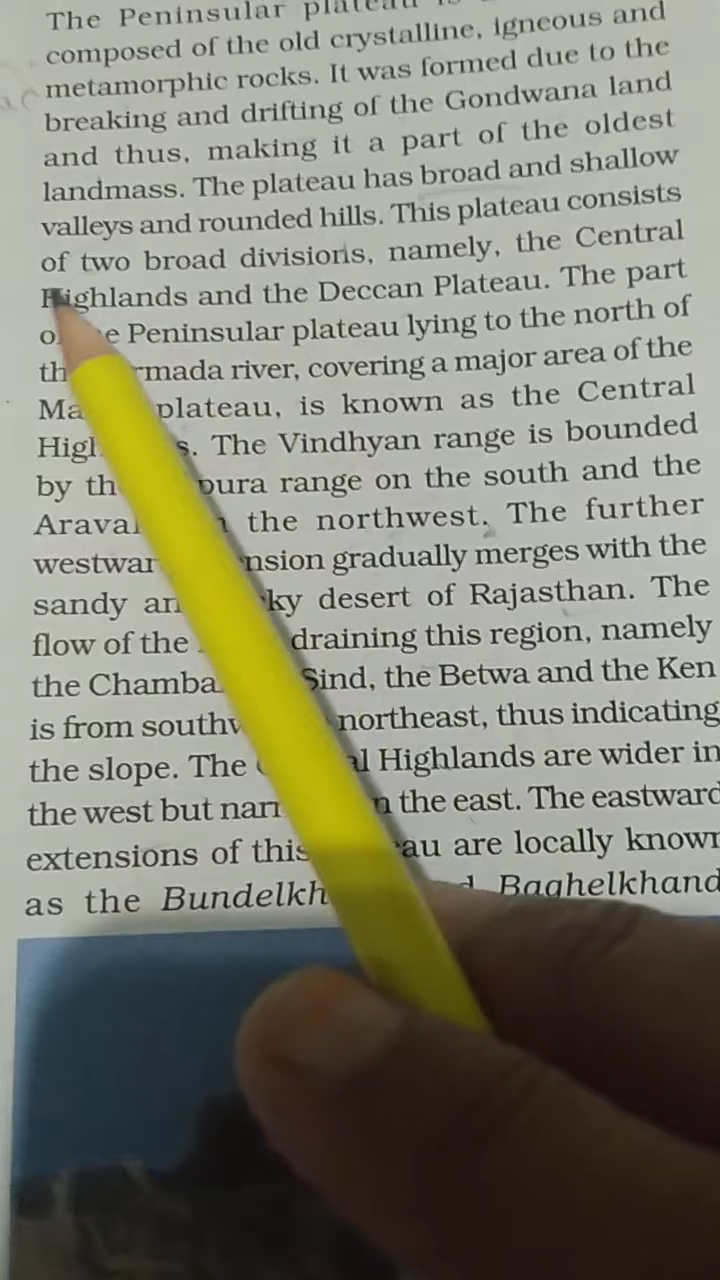 The Peninsular plateau is
composed of the old crystalline, igneous and
metamorphic rocks. It was formed due to the
breaking and drifting of the Gondwana land
and thus, making it a part of the oldest
landmass. The plateau has broad and shallow
valleys and rounded hills. This plateau consists
of two broad divisions, namely, the Central
Highlands and the Deccan Plateau. The part
Peninsular plateau lying to the north of
river, covering a major area of the
plateau, is known as the Central
The Vindhyan range is bounded
by range on the south and the
the northwest. The further
gradually merges with the
sandy desert of Rajasthan. The
flow of the draining this region, namely
the Sind, the Betwa and the Ken
is from northeast, thus indicating
the slope. The Highlands are wider in
the west but the east. The eastward
extensions of this are locally known
as the Baghelkhand